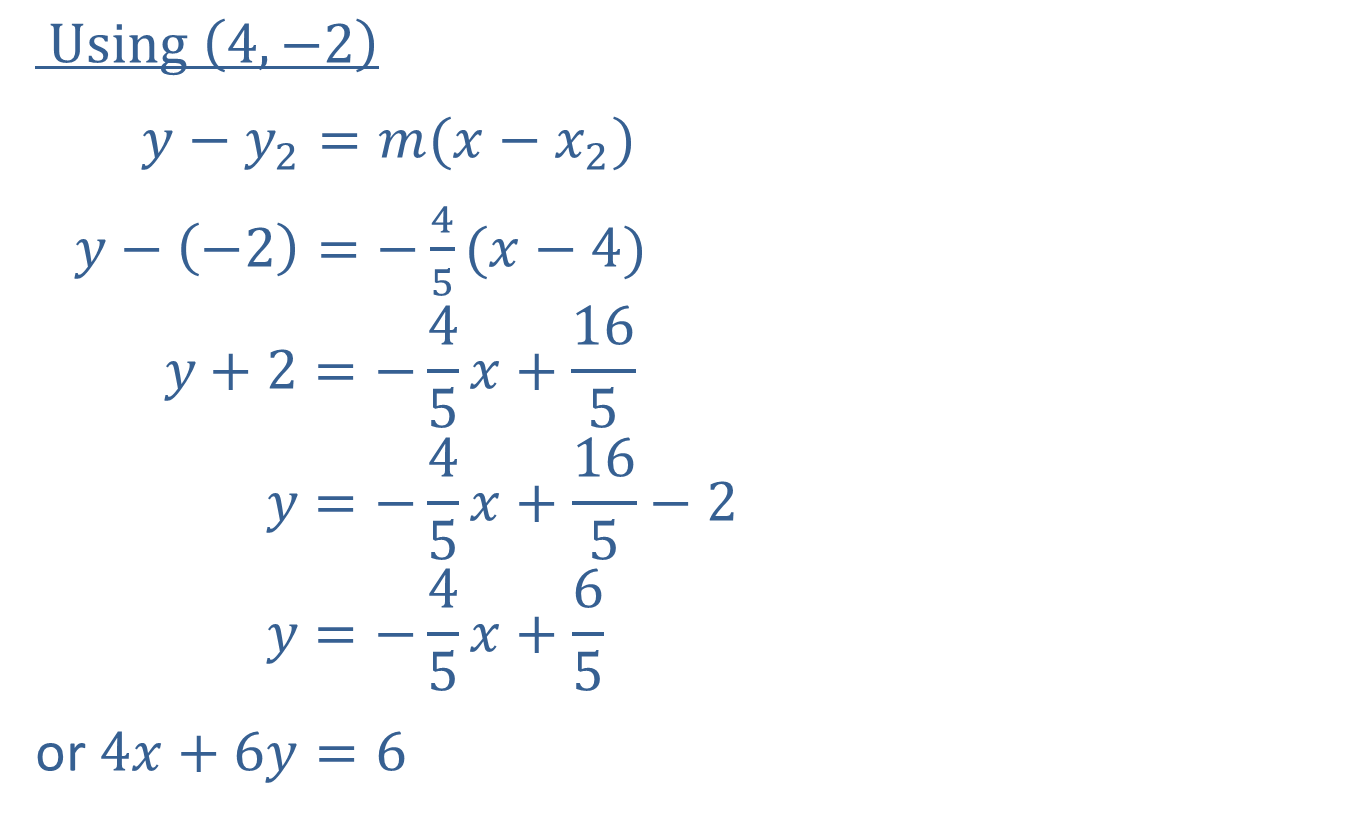 Using (4, −2)
y − y₂ = m(x − x₂)
y − (−2) = −4/5(x − 4)
y + 2 = −4/5x + 16/5
y = −4/5x + 16/5 − 2
y = −4/5x + 6/5
or 4x + 6y = 6